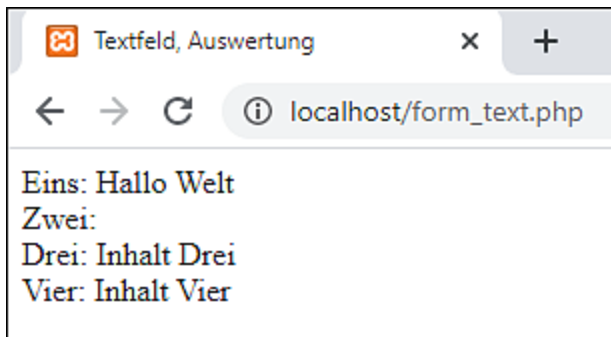 Textfeld, Auswertung
localhost/form_text.php
Eins: Hallo Welt
Zwei:
Drei: Inhalt Drei
Vier: Inhalt Vier